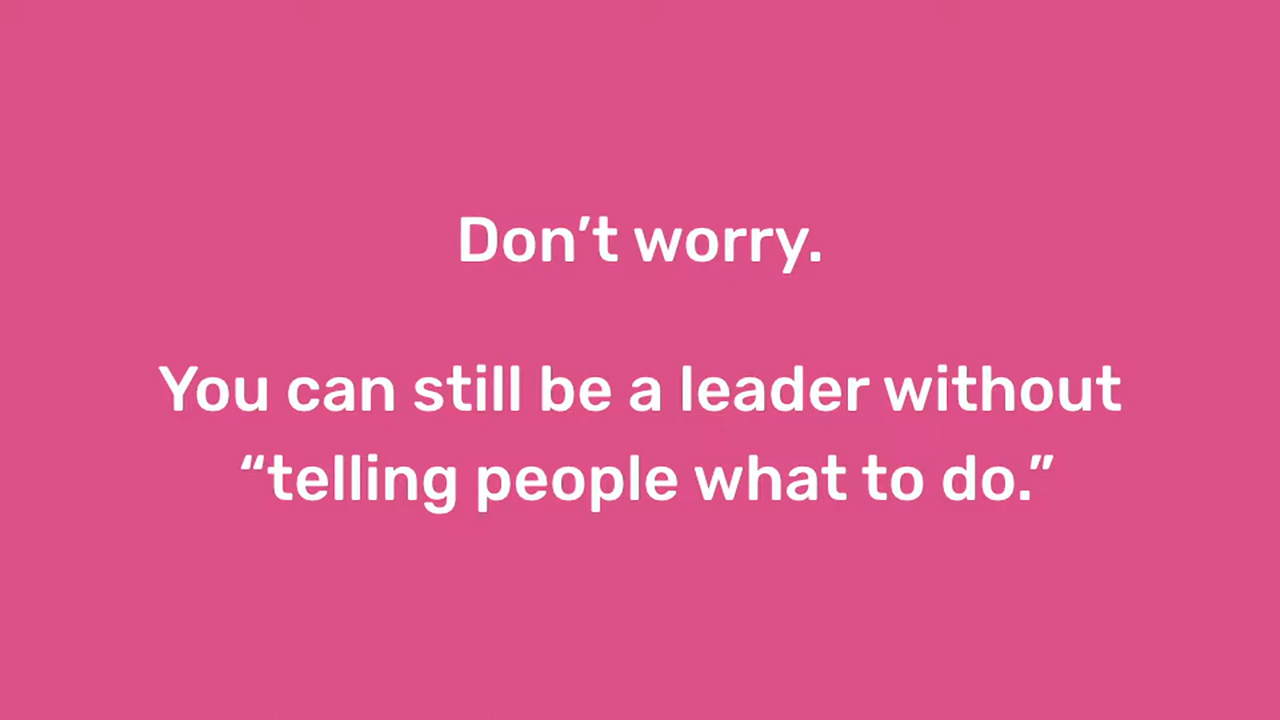 Don’t worry.
You can still be a leader without
“telling people what to do.”